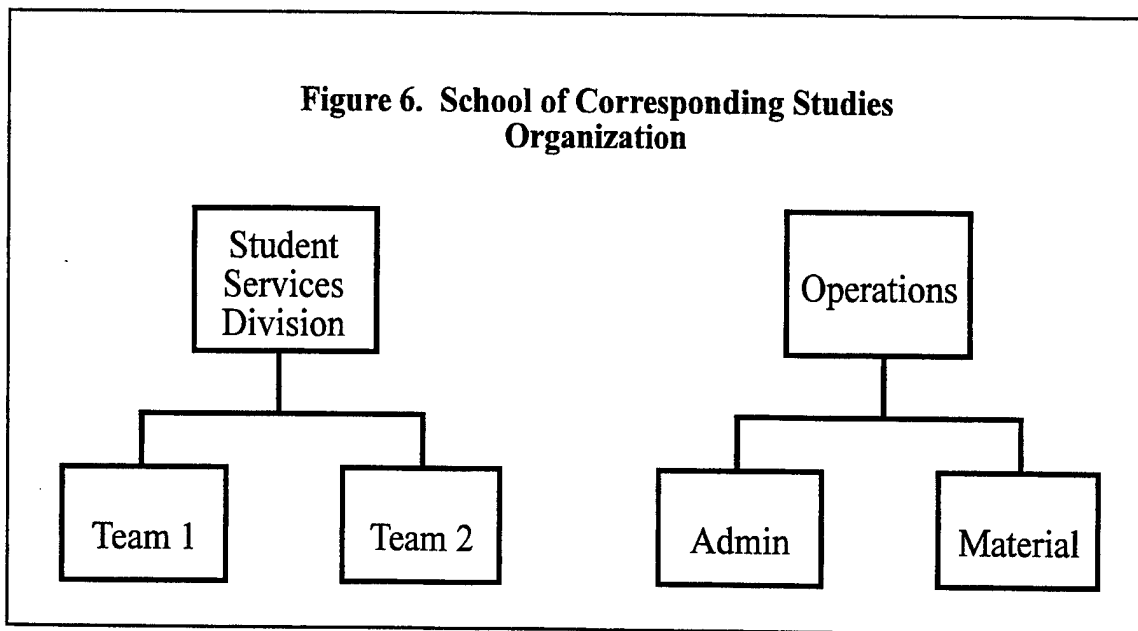 Figure 6. School of Corresponding Studies
Organization
Student
Services
Division
Operations
Team 1
Team 2
Admin
Material